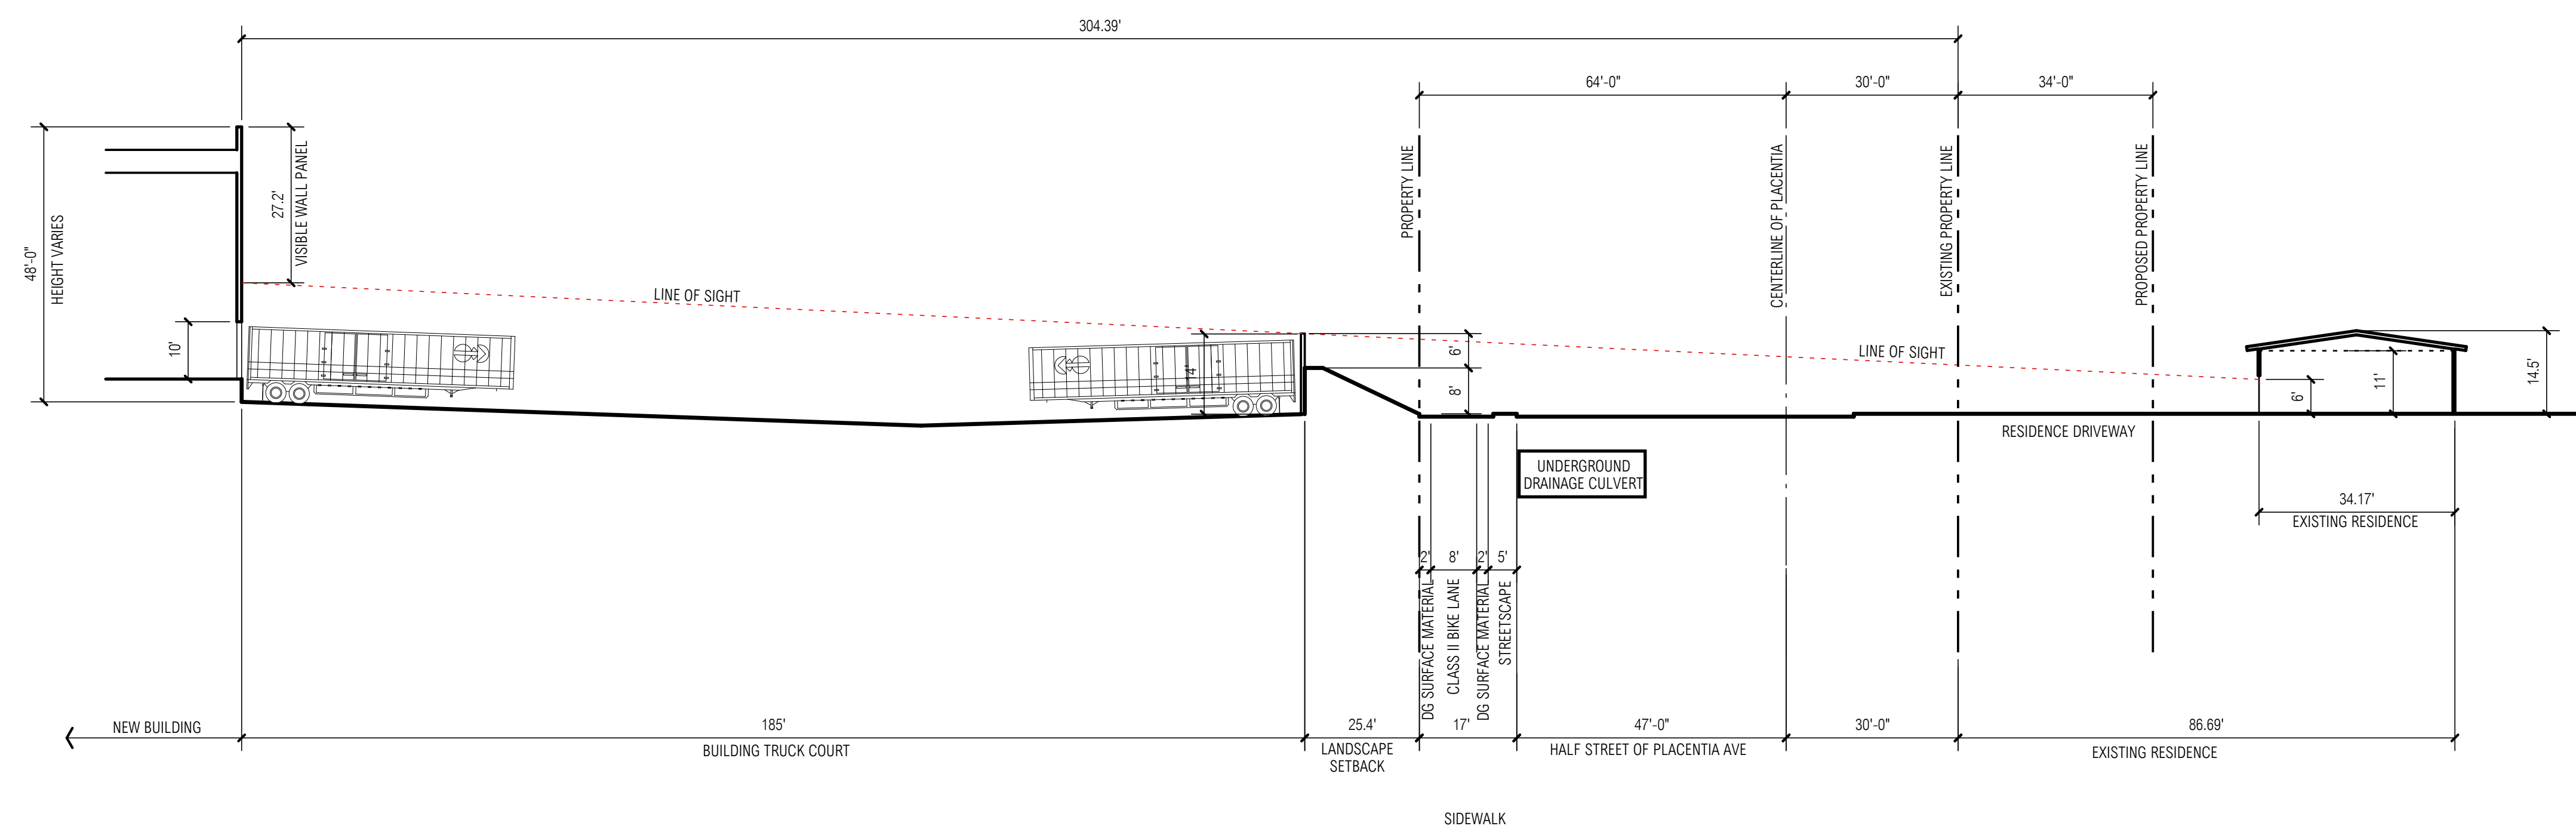 304.39'
64'-0"
30'-0"
34'-0"
48'-0"
HEIGHT VARIES
10'
27.2'
VISIBLE WALL PANEL
LINE OF SIGHT
PROPERTY LINE
CENTERLINE OF PLACENTIA
EXISTING PROPERTY LINE
PROPOSED PROPERTY LINE
LINE OF SIGHT
6'
8'
6'
11'
14.5'
RESIDENCE DRIVEWAY
UNDERGROUND
DRAINAGE CULVERT
34.17'
EXISTING RESIDENCE
2'
8'
2'
5'
DG SURFACE MATERIAL
CLASS II BIKE LANE
DG SURFACE MATERIAL
STREETSCAPE
NEW BUILDING
185'
BUILDING TRUCK COURT
25.4'
LANDSCAPE
SETBACK
17'
47'-0"
HALF STREET OF PLACENTIA AVE
30'-0"
86.69'
EXISTING RESIDENCE
SIDEWALK